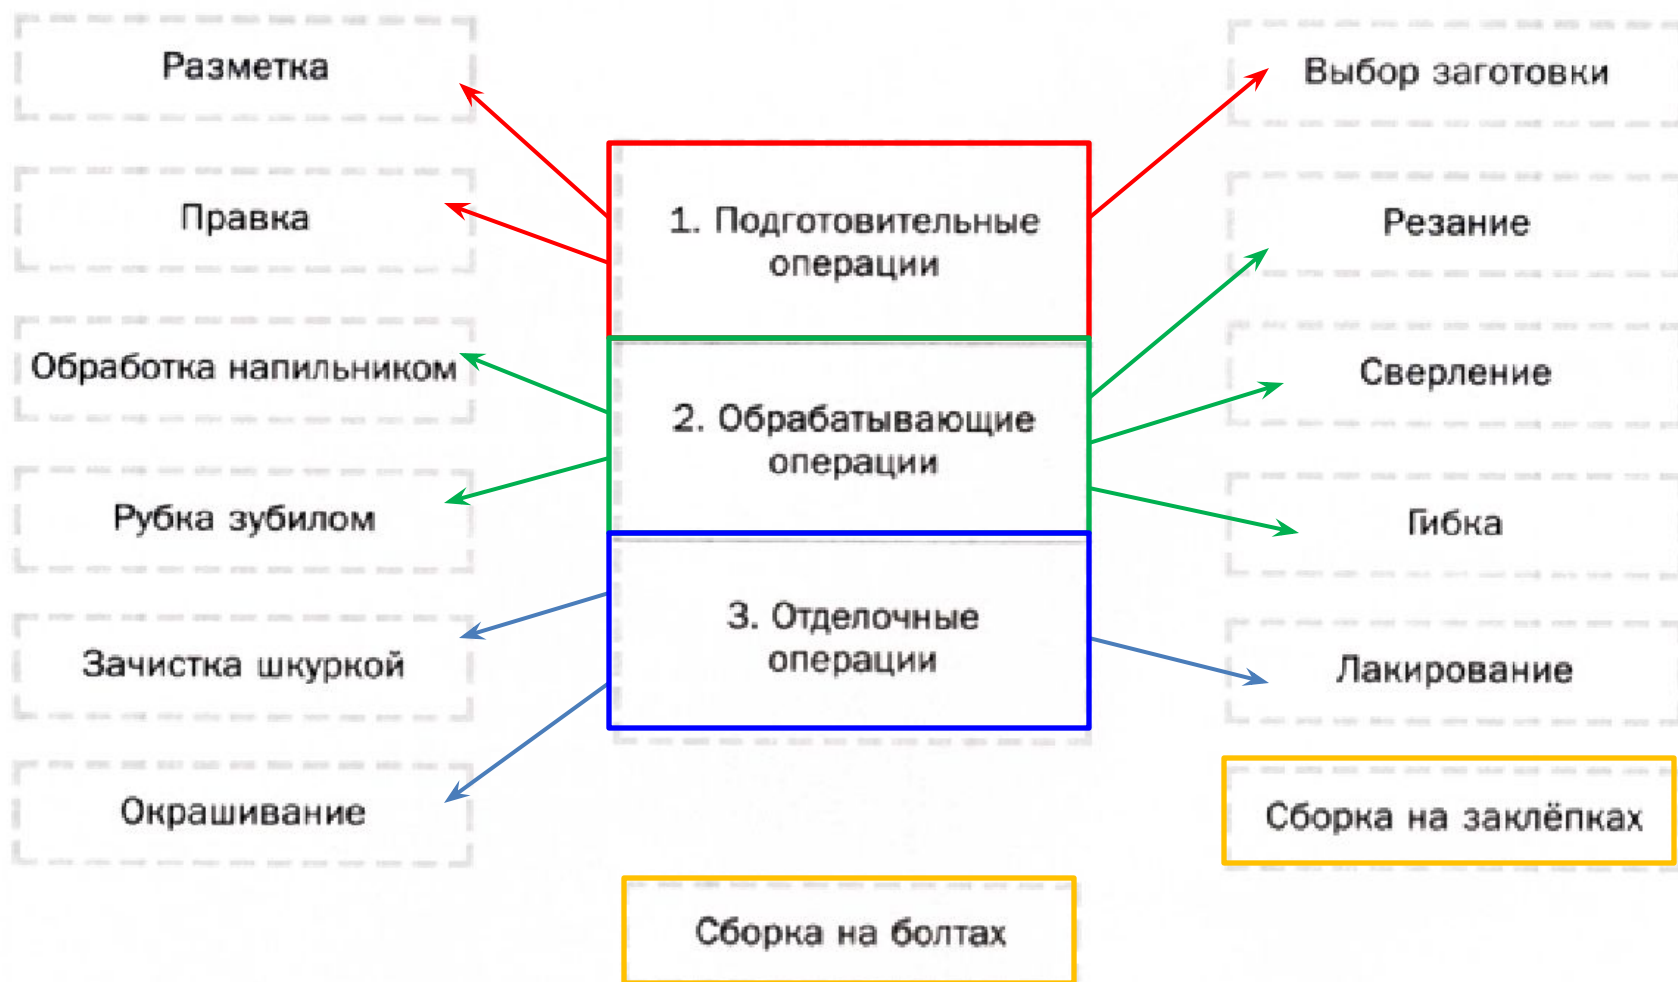 Разметка
Правка
Обработка напильником
Рубка зубилом
Зачистка шкуркой
Окрашивание
1. Подготовительные
операции
2. Обрабатывающие
операции
3. Отделочные
операции
Сборка на болтах
Выбор заготовки
Резание
Сверление
Гибка
Лакирование
Сборка на заклёпках